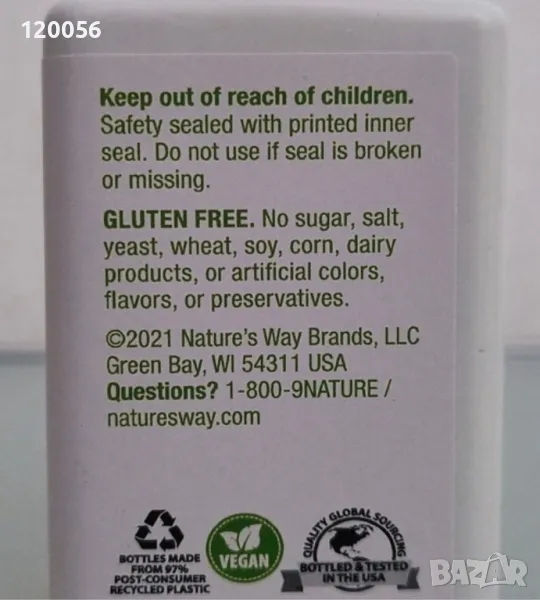 120056
Keep out of reach of children.
Safety sealed with printed inner
seal. Do not use if seal is broken
or missing.
GLUTEN FREE. No sugar, salt,
yeast, wheat, soy, corn, dairy
products, or artificial colors,
flavors, or preservatives.
©2021 Nature's Way Brands, LLC
Green Bay, WI 54311 USA
Questions? 1-800-9NATURE /
naturesway.com
BOTTLES MADE
FROM 97%
POST-CONSUMER
RECYCLED PLASTIC
VEGAN
QUALITY GLOBAL SOURCING
BOTTLED & TESTED
IN THE USA
BAZAR